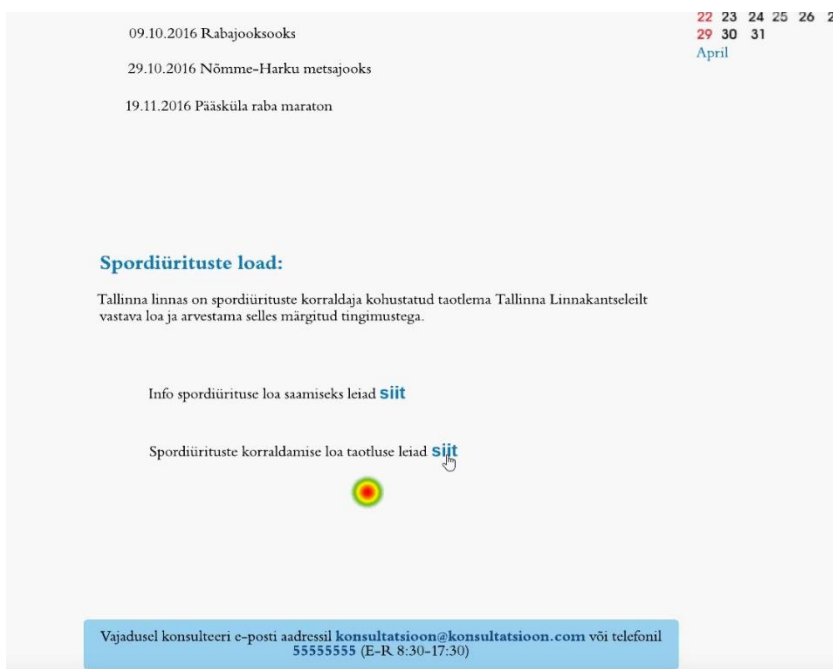 22 23 24 25 26 2
09.10.2016 Rabajooksooks
29 30 31
April
29.10.2016 Nõmme-Harku metsajooks
19.11.2016 Pääsküla raba maraton
Spordiürituste load:
Tallinna linnas on spordiürituste korraldaja kohustatud taotlema Tallinna Linnakantseleilt
vastava loa ja arvestama selles märgitud tingimustega.
Info spordiürituse loa saamiseks leiad siit
Spordiürituste korraldamise loa taotluse leiad siit
Vajadusel konsulteeri e-posti aadressil konsultatsioon@konsultatsioon.com või telefonil
55555555 (E-R 8:30-17:30)